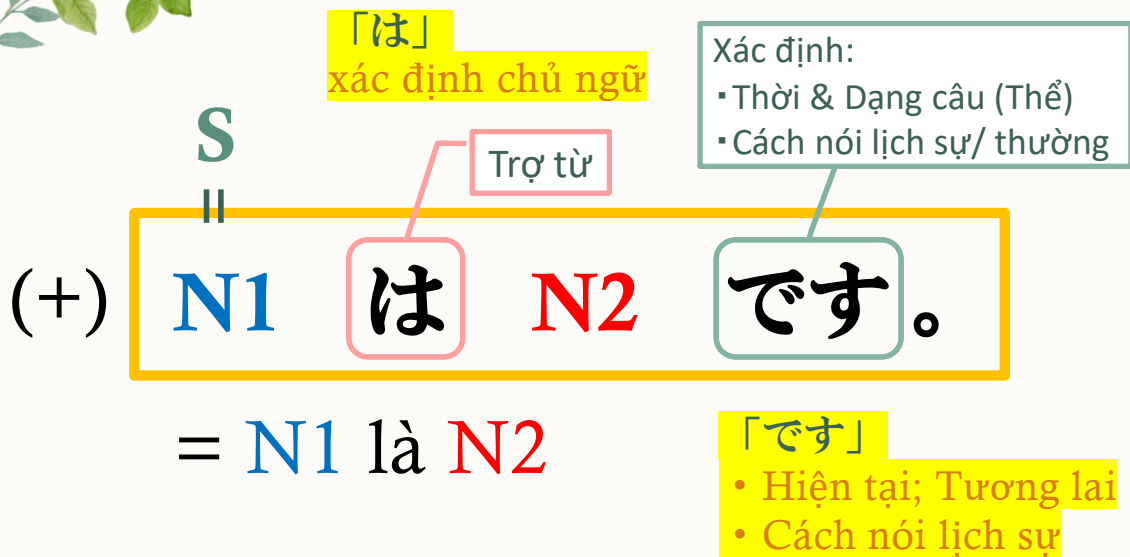 「は」
xác định chủ ngữ
Xác định:
・Thời & Dạng câu (Thể)
・Cách nói lịch sự/ thường
S
=
Trợ từ
(+) N1 は N2 です。
= N1 là N2
「です」
• Hiện tại; Tương lai
• Cách nói lịch sự